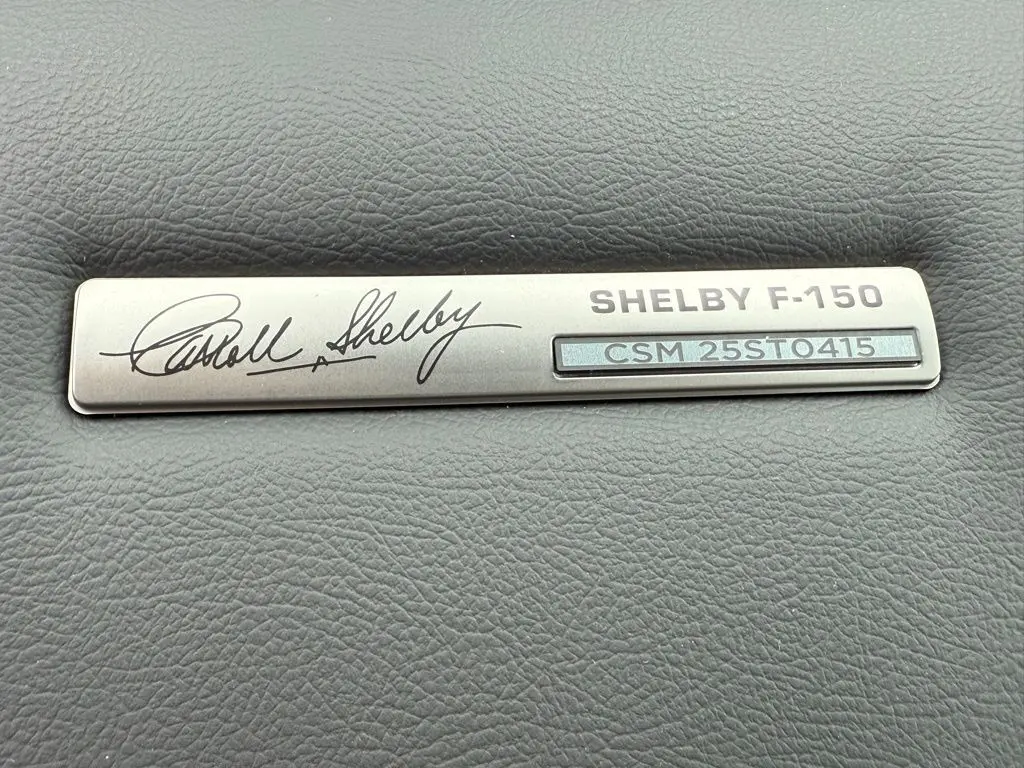 Carroll Shelby
SHELBY F-150
CSM 25ST0415